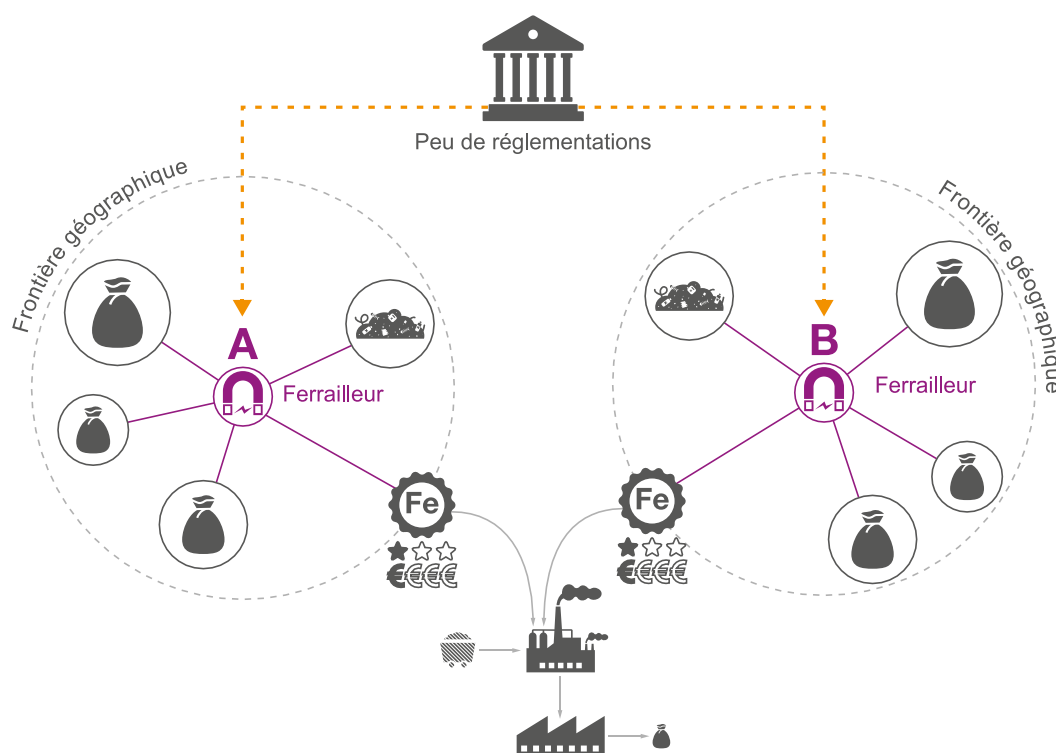 Peu de réglementations
Frontière géographique
Frontière géographique
A
B
Ferrailleur
Ferrailleur
Fe
Fe
€€€€
€€€€